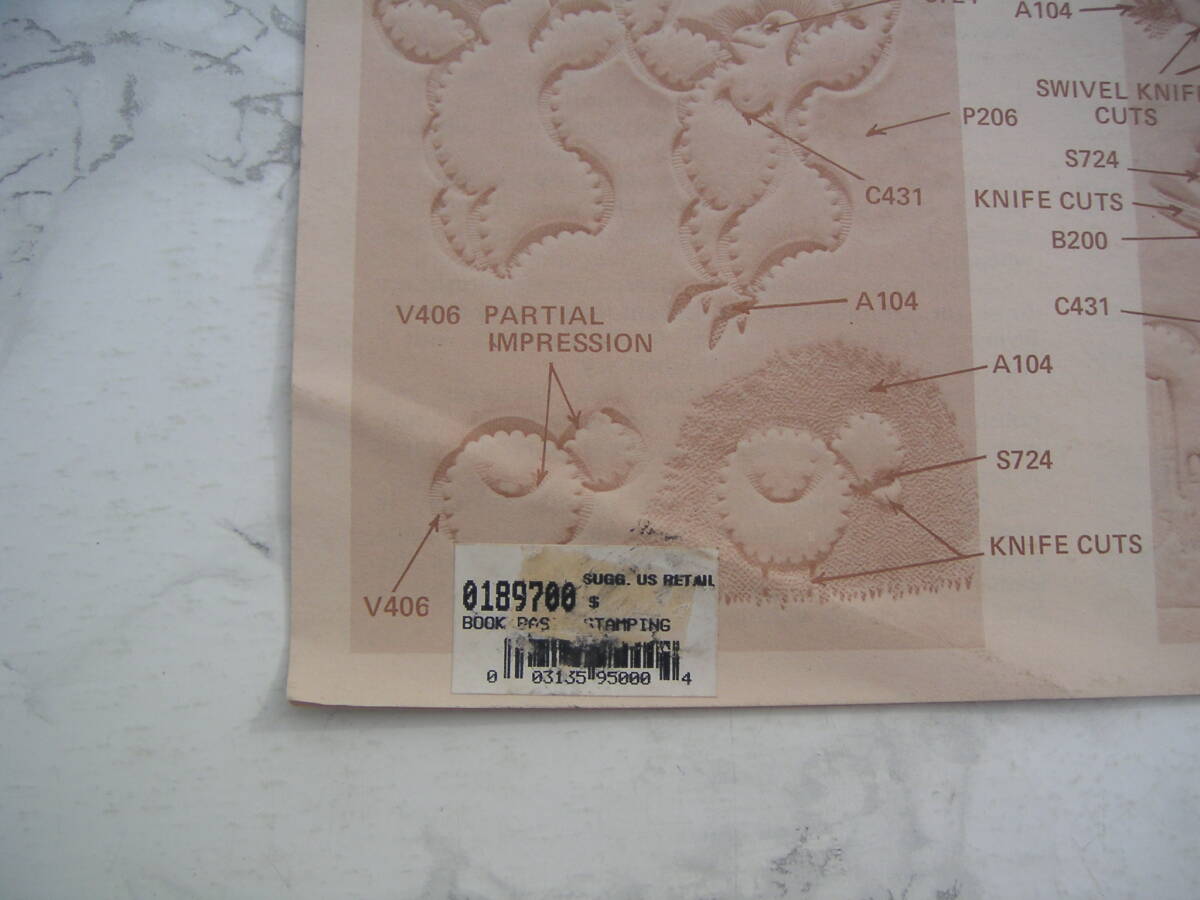 A104
SWIVEL KNIFE
CUTS
P206
S724
C431
KNIFE CUTS
B200
V406 PARTIAL
IMPRESSION
A104
C431
A104
S724
KNIFE CUTS
V406
SUGG. US RETAIL
0189700 $
BOOK STAMPING
0 03135 95000 4